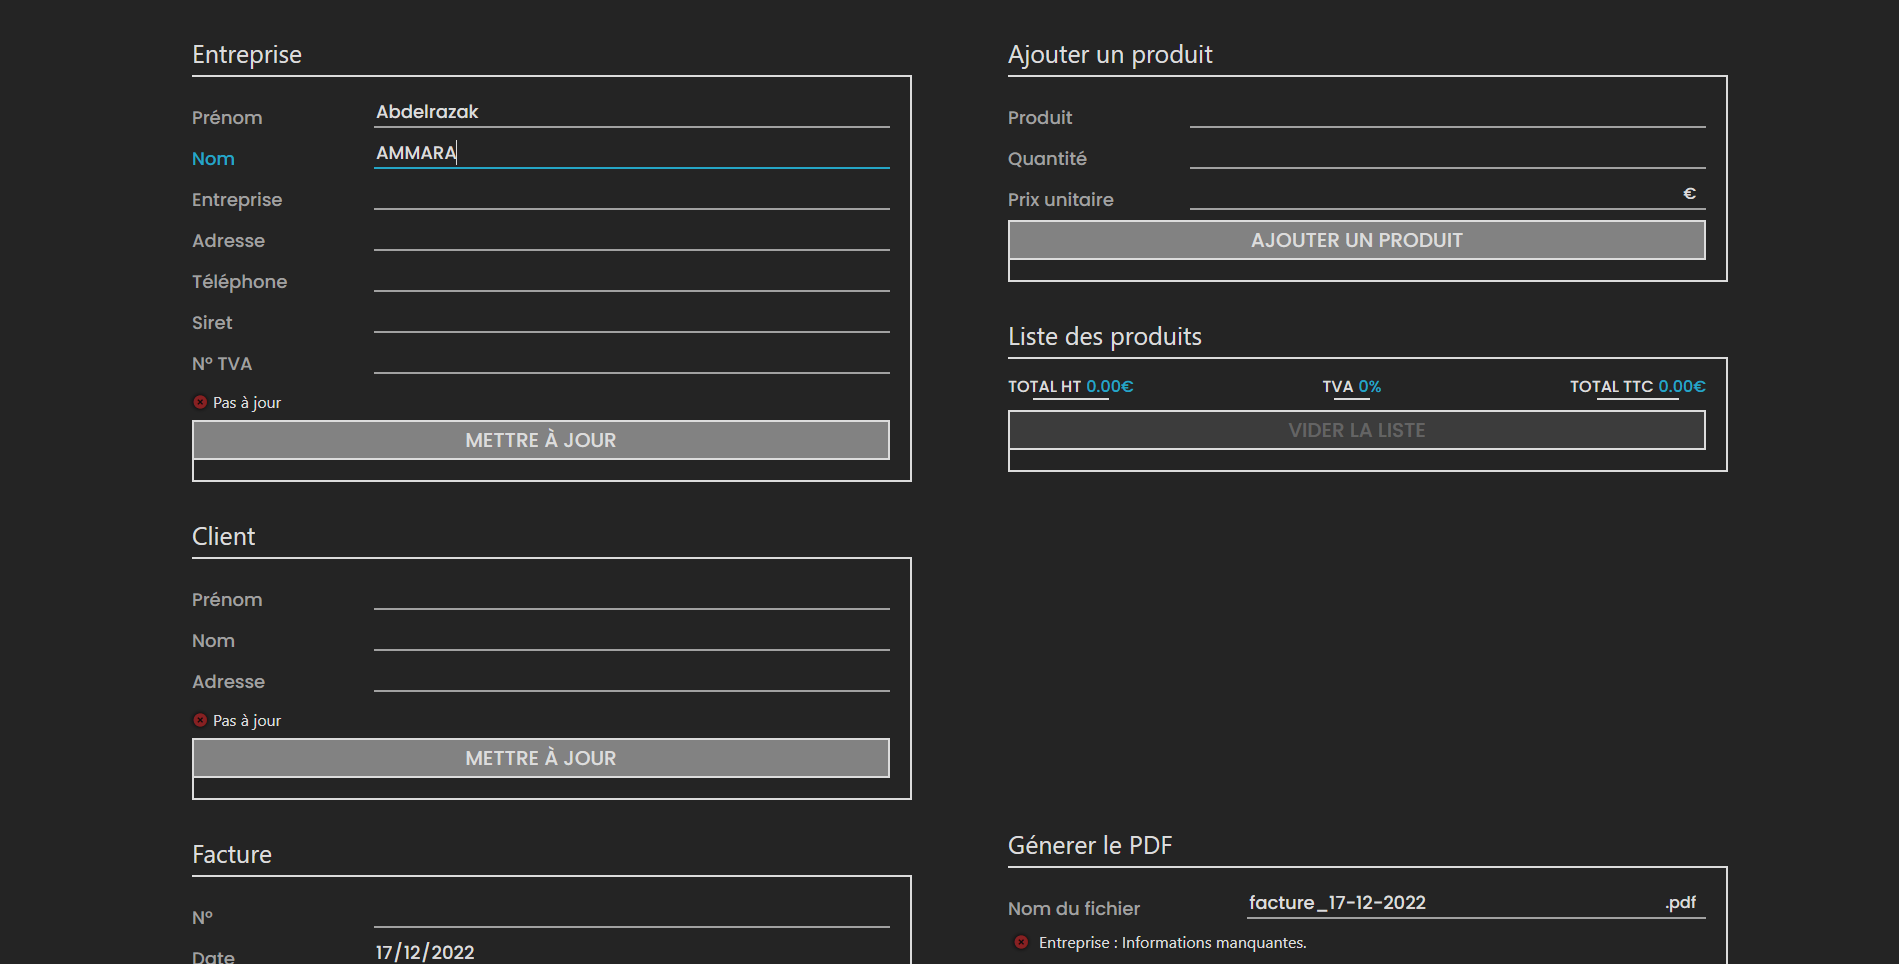 Entreprise
Prénom Abdelrazak
Nom AMMARA
Entreprise
Adresse
Téléphone
Siret
N° TVA
Pas à jour
METTRE À JOUR
Client
Prénom
Nom
Adresse
Pas à jour
METTRE À JOUR
Facture
N°
Date 17/12/2022
Ajouter un produit
Produit
Quantité
Prix unitaire €
AJOUTER UN PRODUIT
Liste des produits
TOTAL HT 0.00€ TVA 0% TOTAL TTC 0.00€
VIDER LA LISTE
Génerer le PDF
Nom du fichier facture_17-12-2022 .pdf
Entreprise : Informations manquantes.